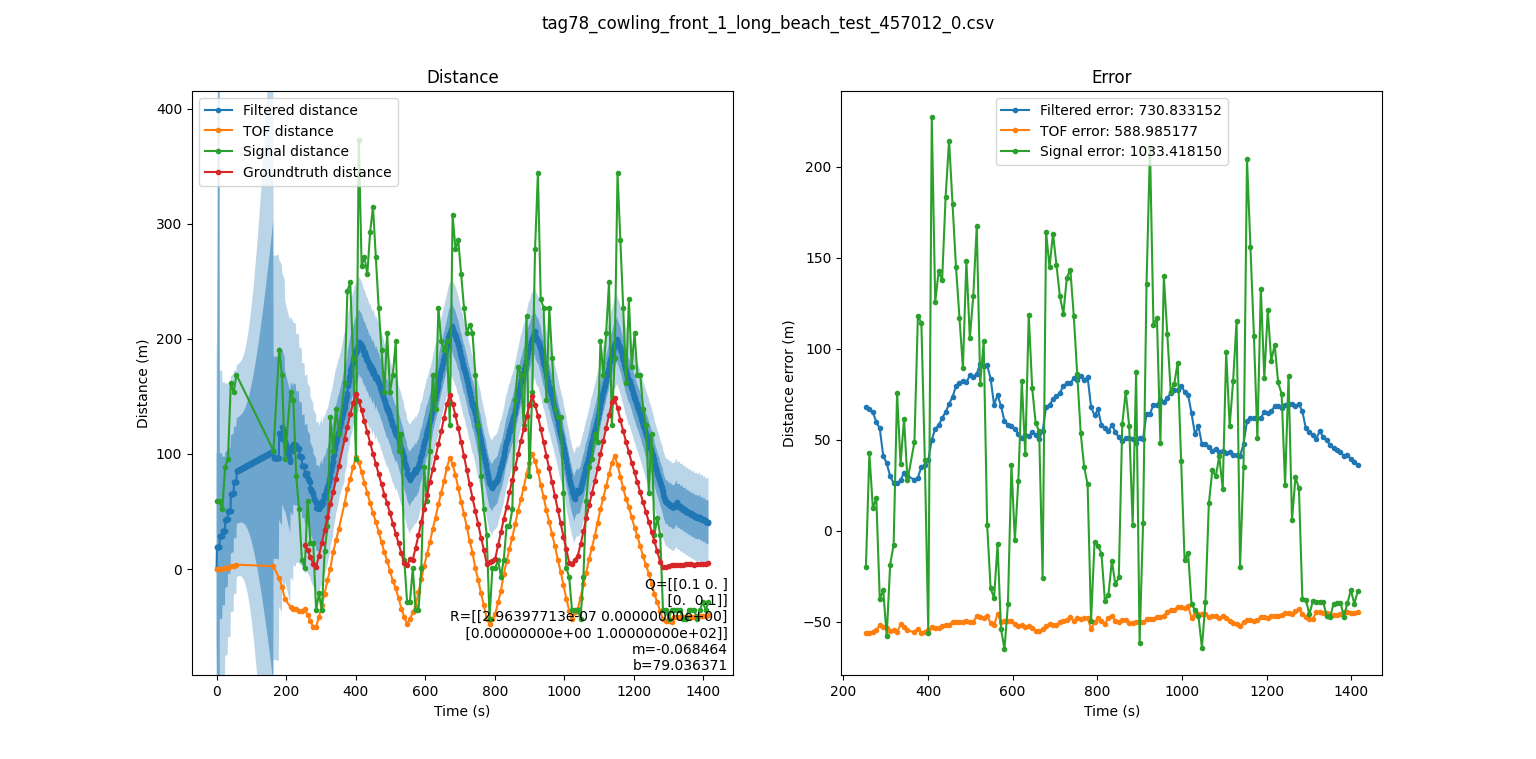 tag78_cowling_front_1_long_beach_test_457012_0.csv
Distance
Filtered distance
TOF distance
Signal distance
Groundtruth distance
Distance (m)
400
300
200
100
0
0 200 400 600 800 1000 1200 1400
Time (s)
Q=[[0.1 0. ]
[0. 0.1]]
R=[[2.96397713e-07 0.00000000e+00]
[0.00000000e+00 1.00000000e+02]]
m=-0.068464
b=79.036371
Error
Filtered error: 730.833152
TOF error: 588.985177
Signal error: 1033.418150
Distance error (m)
200
150
100
50
0
−50
200 400 600 800 1000 1200 1400
Time (s)